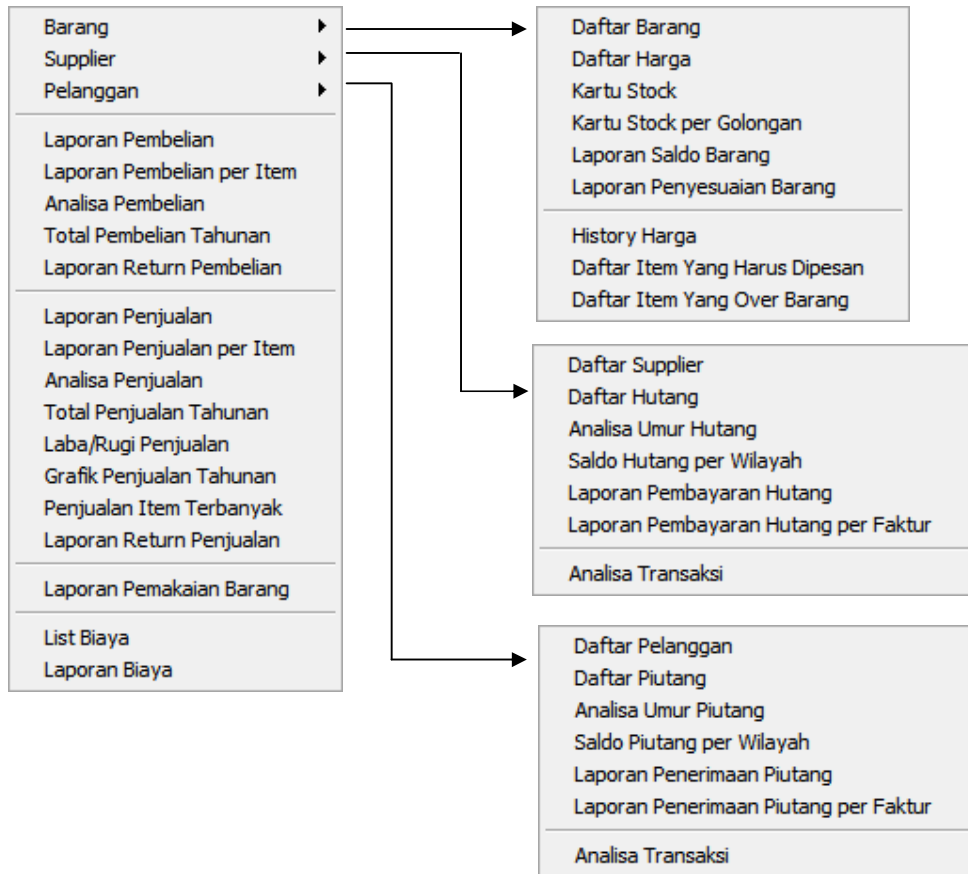 Barang
Supplier
Pelanggan
Laporan Pembelian
Laporan Pembelian per Item
Analisa Pembelian
Total Pembelian Tahunan
Laporan Return Pembelian
Laporan Penjualan
Laporan Penjualan per Item
Analisa Penjualan
Total Penjualan Tahunan
Laba/Rugi Penjualan
Grafik Penjualan Tahunan
Penjualan Item Terbanyak
Laporan Return Penjualan
Laporan Pemakaian Barang
List Biaya
Laporan Biaya
Daftar Barang
Daftar Harga
Kartu Stock
Kartu Stock per Golongan
Laporan Saldo Barang
Laporan Penyesuaian Barang
History Harga
Daftar Item Yang Harus Dipesan
Daftar Item Yang Over Barang
Daftar Supplier
Daftar Hutang
Analisa Umur Hutang
Saldo Hutang per Wilayah
Laporan Pembayaran Hutang
Laporan Pembayaran Hutang per Faktur
Analisa Transaksi
Daftar Pelanggan
Daftar Piutang
Analisa Umur Piutang
Saldo Piutang per Wilayah
Laporan Penerimaan Piutang
Laporan Penerimaan Piutang per Faktur
Analisa Transaksi